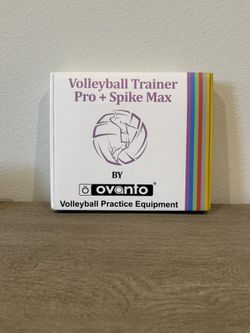 Volleyball Trainer
Pro + Spike Max
BY
ovanto®
Volleyball Practice Equipment